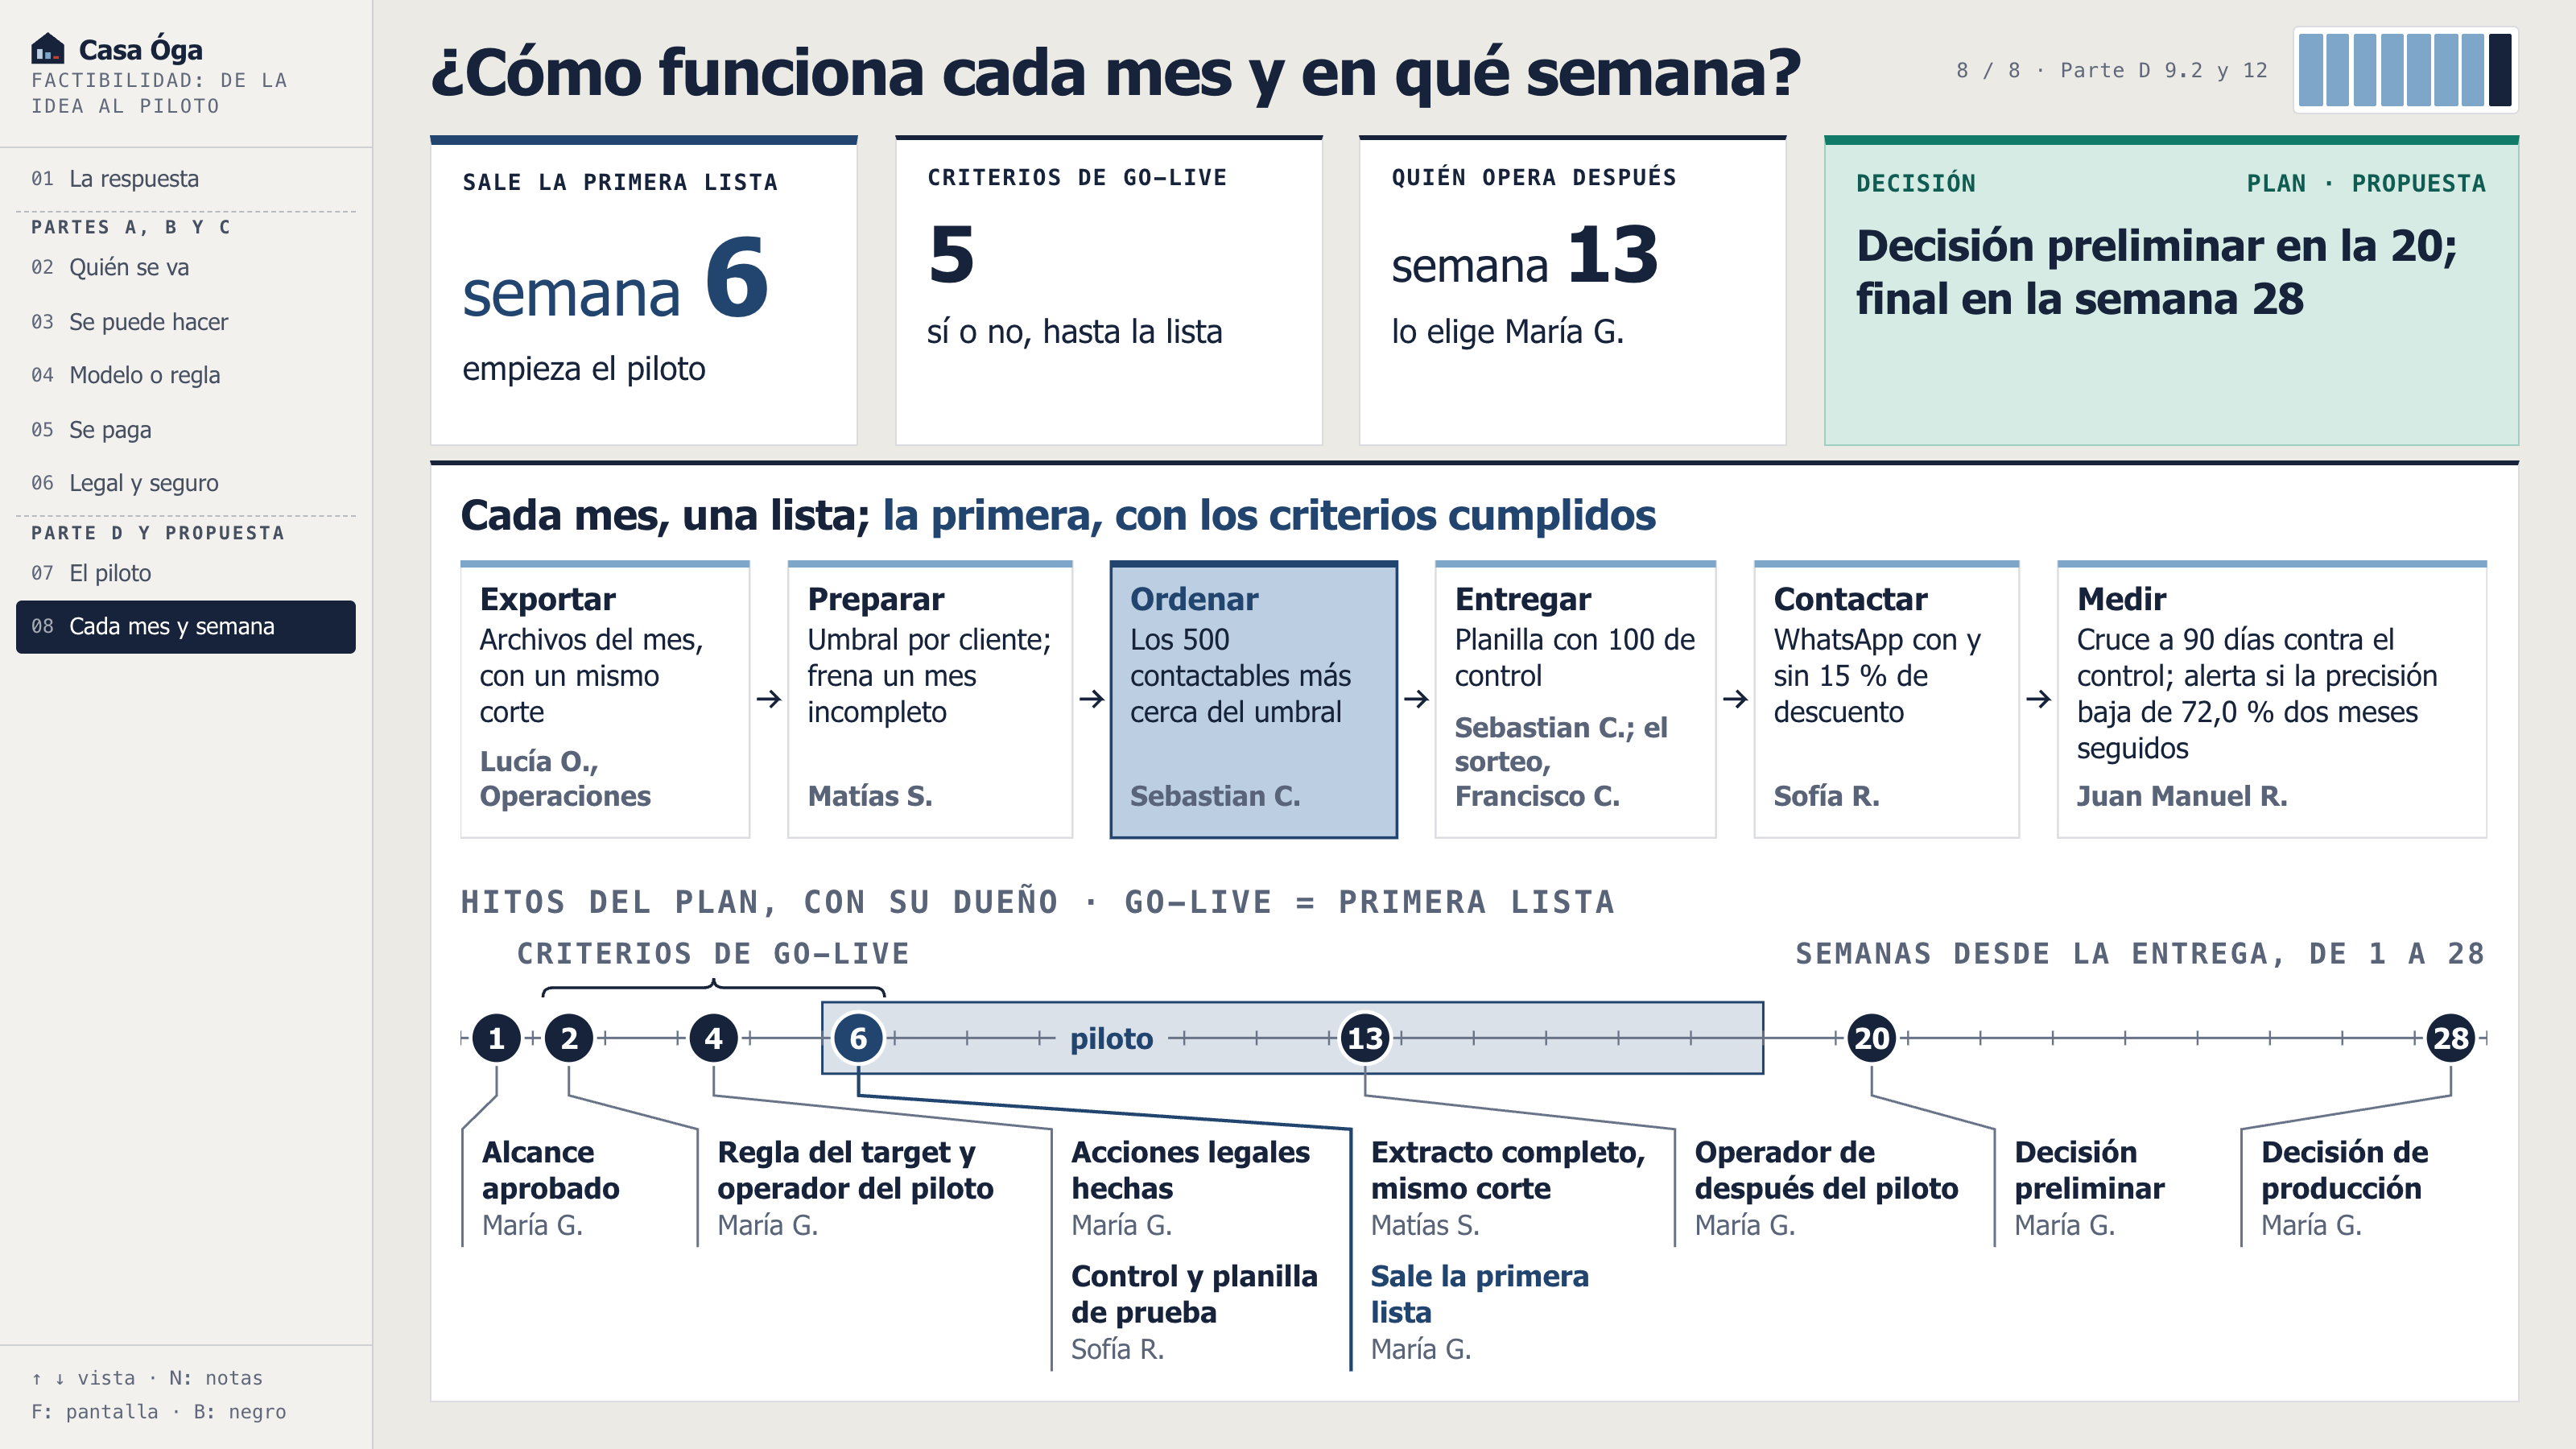 Casa Óga
FACTIBILIDAD: DE LA
IDEA AL PILOTO
01 La respuesta
PARTES A, B Y C
02 Quién se va
03 Se puede hacer
04 Modelo o regla
05 Se paga
06 Legal y seguro
PARTE D Y PROPUESTA
07 El piloto
08 Cada mes y semana
↑ ↓ vista · N: notas
F: pantalla · B: negro
¿Cómo funciona cada mes y en qué semana?
8 / 8 · Parte D 9.2 y 12
SALE LA PRIMERA LISTA
semana 6
empieza el piloto
CRITERIOS DE GO–LIVE
5
sí o no, hasta la lista
QUIÉN OPERA DESPUÉS
semana 13
lo elige María G.
DECISIÓN PLAN · PROPUESTA
Decisión preliminar en la 20;
final en la semana 28
Cada mes, una lista; la primera, con los criterios cumplidos
Exportar
Archivos del mes,
con un mismo
corte
Lucía O.,
Operaciones
→
Preparar
Umbral por cliente;
frena un mes
incompleto
Matías S.
→
Ordenar
Los 500
contactables más
cerca del umbral
Sebastian C.
→
Entregar
Planilla con 100 de
control
Sebastian C.; el
sorteo,
Francisco C.
→
Contactar
WhatsApp con y
sin 15 % de
descuento
Sofía R.
→
Medir
Cruce a 90 días contra el
control; alerta si la precisión
baja de 72,0 % dos meses
seguidos
Juan Manuel R.
HITOS DEL PLAN, CON SU DUEÑO · GO–LIVE = PRIMERA LISTA
CRITERIOS DE GO–LIVE
SEMANAS DESDE LA ENTREGA, DE 1 A 28
1 2 4 6 piloto 13 20 28
Alcance
aprobado
María G.
Regla del target y
operador del piloto
María G.
Acciones legales
hechas
María G.
Control y planilla
de prueba
Sofía R.
Extracto completo,
mismo corte
Matías S.
Sale la primera
lista
María G.
Operador de
después del piloto
María G.
Decisión
preliminar
María G.
Decisión de
producción
María G.